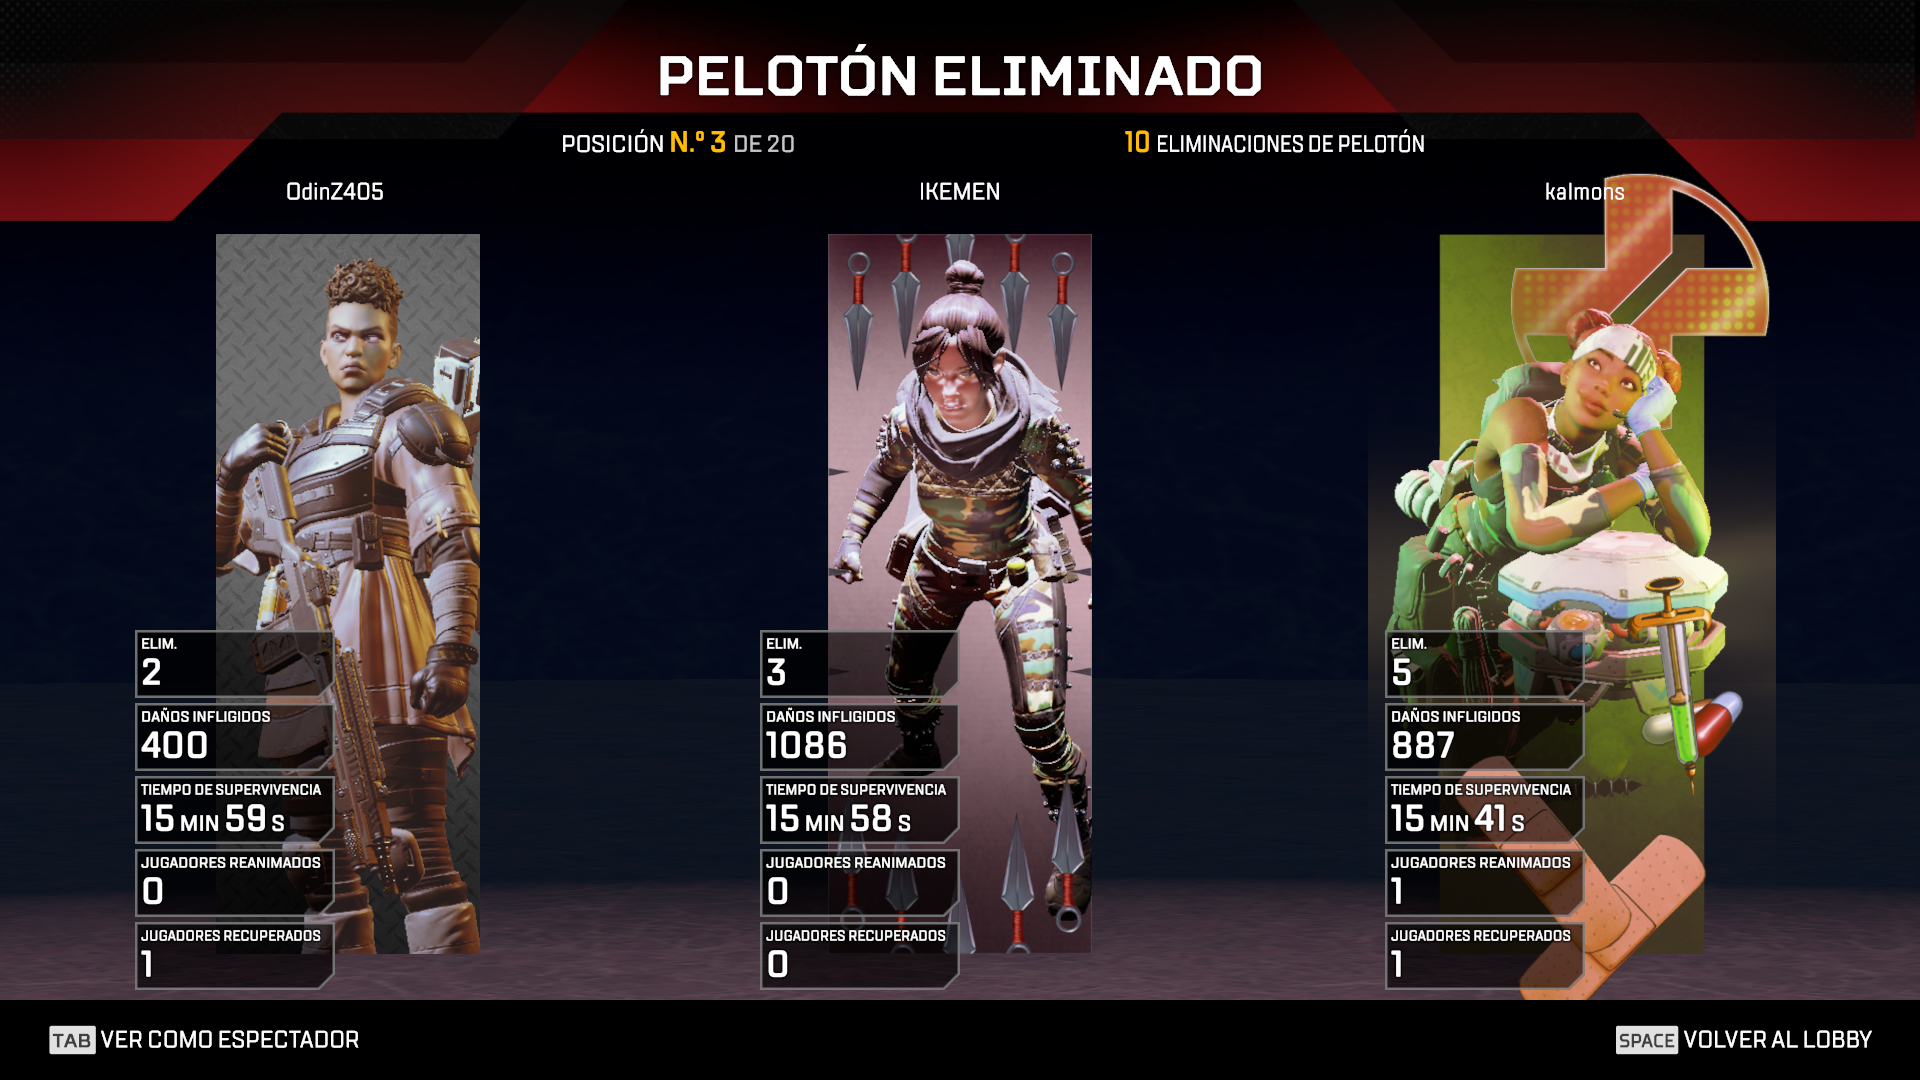 PELOTÓN ELIMINADO
POSICIÓN N.º 3 DE 20
10 ELIMINACIONES DE PELOTÓN
OdinZ405
IKEMEN
kalmons
ELIM.
2
DAÑOS INFLIGIDOS
400
TIEMPO DE SUPERVIVENCIA
15 MIN 59 S
JUGADORES REANIMADOS
0
JUGADORES RECUPERADOS
1
ELIM.
3
DAÑOS INFLIGIDOS
1086
TIEMPO DE SUPERVIVENCIA
15 MIN 58 S
JUGADORES REANIMADOS
0
JUGADORES RECUPERADOS
0
ELIM.
5
DAÑOS INFLIGIDOS
887
TIEMPO DE SUPERVIVENCIA
15 MIN 41 S
JUGADORES REANIMADOS
1
JUGADORES RECUPERADOS
1
TAB VER COMO ESPECTADOR
SPACE VOLVER AL LOBBY